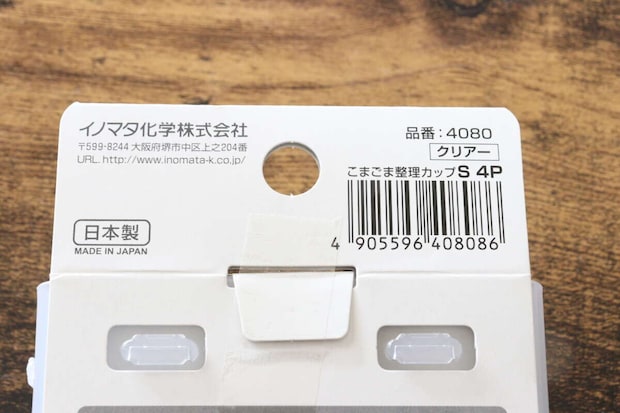 イノマタ化学株式会社
〒599-8244 大阪府堺市中区上之204番
URL. http://www.inomata-k.co.jp/
日本製
MADE IN JAPAN
品番：4080
クリアー
こまごま整理カップ S 4P
4 905596 408086